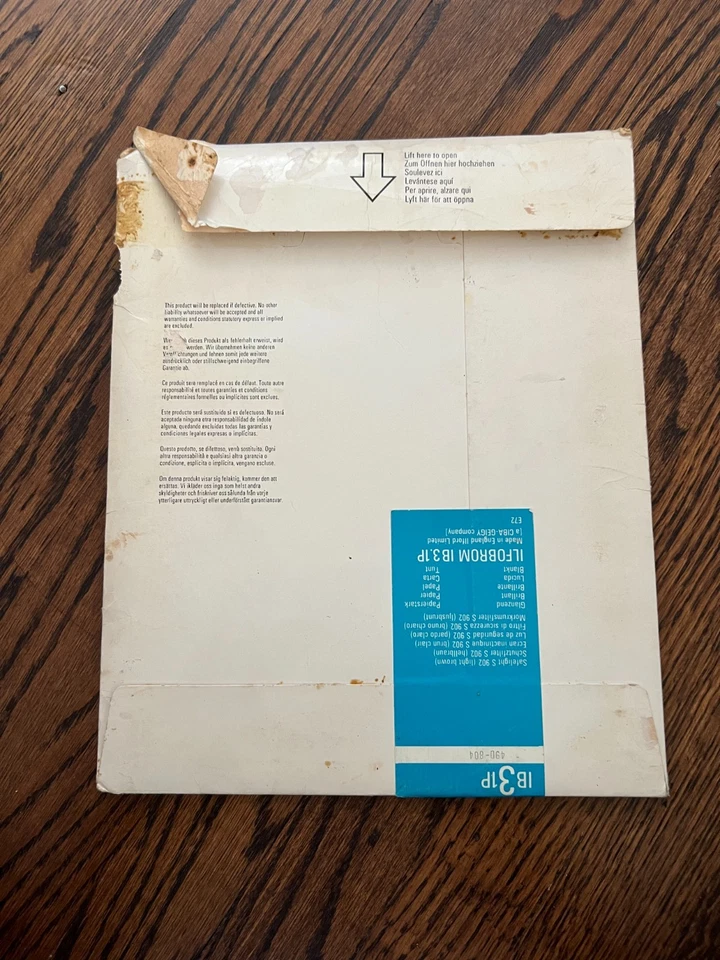 Lift here to open
Zum Öffnen hier hochziehen
Soulevez ici
Levántese aquí
Per aprire, alzare qui
Lyft här för att öppna
This product will be replaced if defective. No other
liability whatsoever will be accepted and all
warranties and conditions statutory express or implied
are excluded.
dieses Produkt als fehlerhaft erweist, wird
es werden. Wir übernehmen keine anderen
und lehnen somit jede weitere
ausdrücklich oder stillschweigend einbegriffene
Garantie ab.
Ce produit sera remplacé en cas de défaut. Toute autre
responsabilité et toutes garanties et conditions
réglementaires formelles ou implicites sont exclues.
Este producto será sustituido si es defectuoso. No será
aceptada ninguna otra responsabilidad de índole
alguna, quedando excluidas todas las garantías y
condiciones legales expresas o implícitas.
Questo prodotto, se difettoso, verrà sostituito. Ogni
altra responsabilità e qualsiasi altra garanzia o
condizione, esplicita o implicita, vengono escluse.
Om denna produkt visar sig felaktig, kommer den att
ersättas. Vi ikläder oss inga som helst andra
skyldigheter och friskriver oss sålunda från varje
ytterligare uttryckligt eller underförstått garantiansvar.
IB31P
490-804
Safelight S 902 (light brown)
Schutzfilter S 902 (hellbraun)
Ecran inactinique S 902 (brun clair)
Luz de seguridad S 902 (pardo claro)
Filtro di sicurezza S 902 (bruno chiaro)
Mörkrumsfilter S 902 (ljusbrunt)
Glänzend Papierstark
Brillant Papier
Brillante Papel
Lucida Carta
Blankt Tunt
ILFOBROM IB3.1P
Made in England Ilford Limited
[a CIBA-GEIGY company]
E72